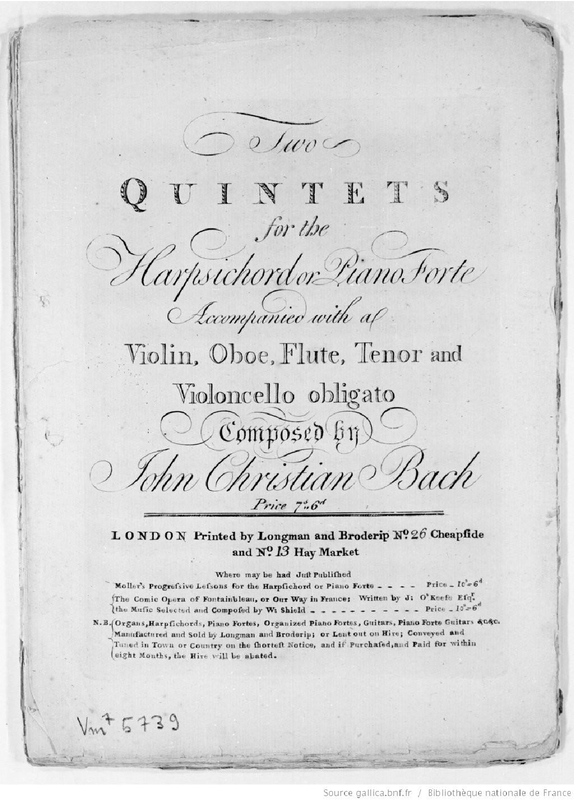 Two
QUINTETS
for the
Harpsichord or Piano Forte
Accompanied with a
Violin, Oboe, Flute, Tenor and
Violoncello obligato
Composed by
John Christian Bach
Price 7s. 6d
LONDON Printed by Longman and Broderip No. 26 Cheapſide
and No. 13 Hay Market
Where may be had Juſt Publiſhed
Moller's Progreſsive Leſsons for the Harpſichord or Piano Forte - - - - Price - 10s. 6d
The Comic Opera of Fontainbleau, or Our Way in France; Written by J: O'Keefe Esqr.
the Muſic Selected and Compoſed by Wm Shield - - - - - - - - Price - 10s. 6d
N.B. Organs, Harpſichords, Piano Fortes, Organized Piano Fortes, Guitars, Piano Forte Guitars &c. &c.
Manufactured and Sold by Longman and Broderip; or Lent out on Hire; Conveyed and
Tuned in Town or Country on the ſhorteſt Notice, and if Purchaſed, and Paid for within
eight Months, the Hire will be abated.
Vm7 5739
Source gallica.bnf.fr / Bibliothèque nationale de France